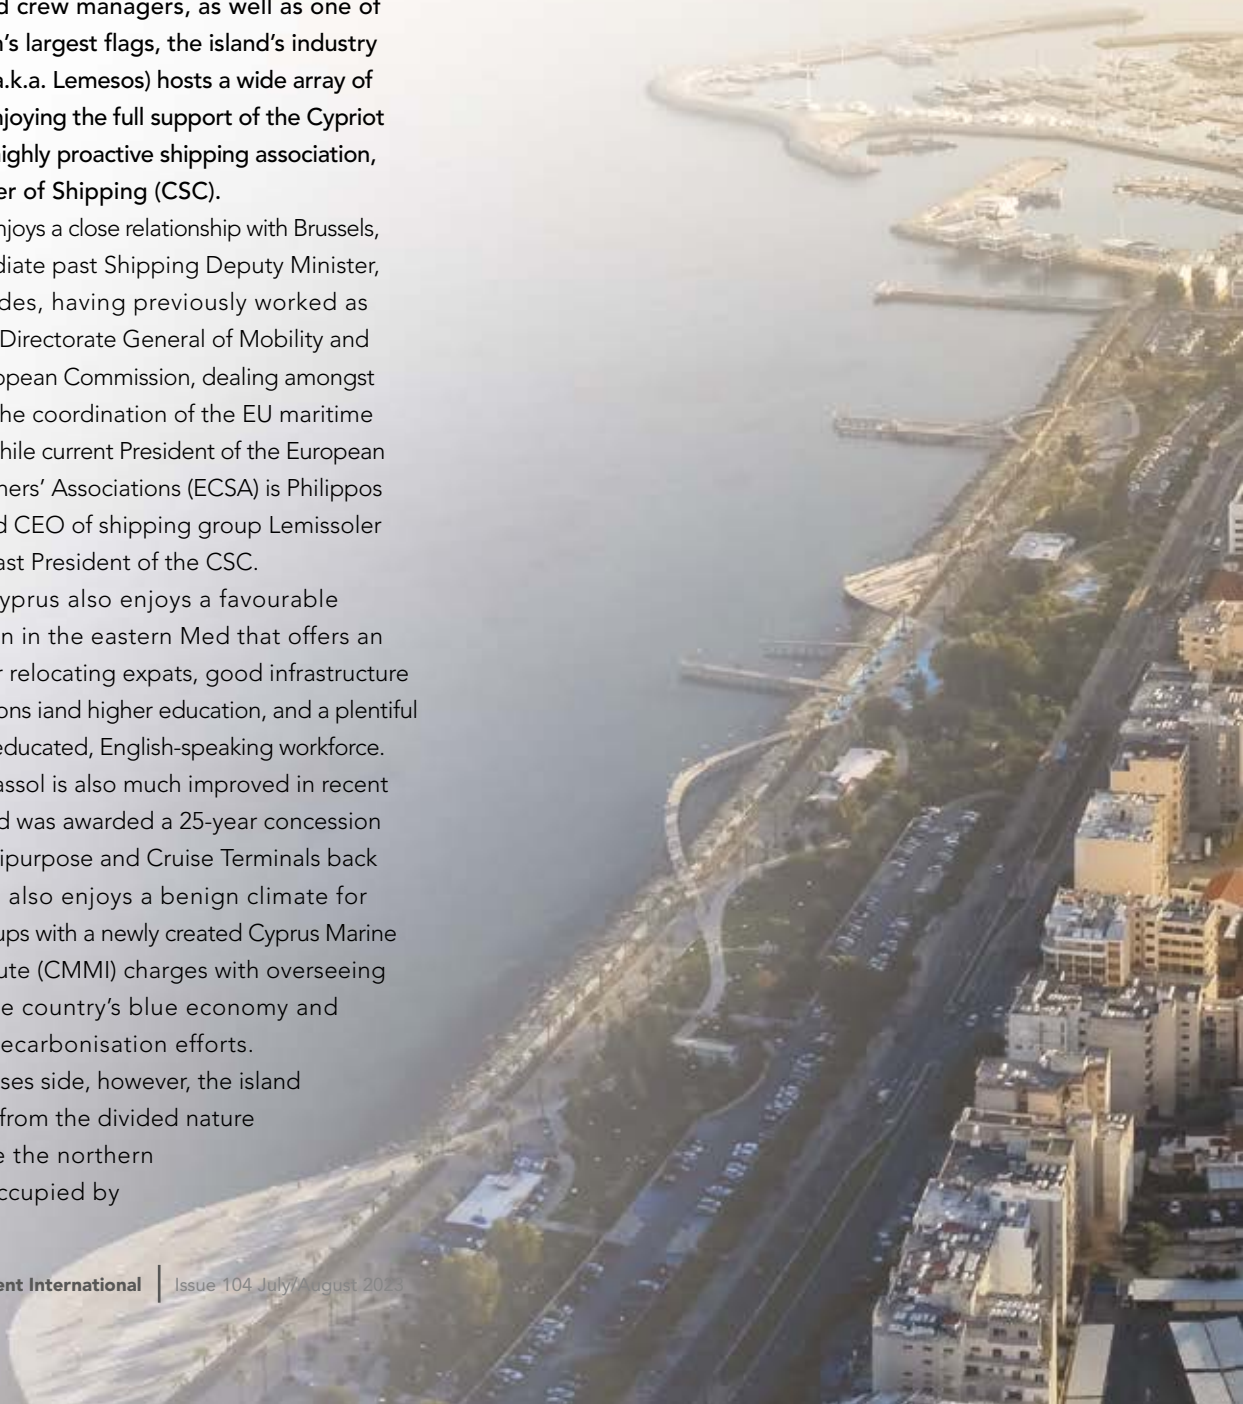 d crew managers, as well as one of
n's largest flags, the island's industry
a.k.a. Lemesos) hosts a wide array of
njoying the full support of the Cypriot
highly proactive shipping association,
er of Shipping (CSC).
njoys a close relationship with Brussels,
diate past Shipping Deputy Minister,
des, having previously worked as
Directorate General of Mobility and
opean Commission, dealing amongst
he coordination of the EU maritime
hile current President of the European
ners' Associations (ECSA) is Philippos
d CEO of shipping group Lemissoler
ast President of the CSC.
yprus also enjoys a favourable
n in the eastern Med that offers an
r relocating expats, good infrastructure
ons iand higher education, and a plentiful
educated, English-speaking workforce.
assol is also much improved in recent
d was awarded a 25-year concession
ipurpose and Cruise Terminals back
also enjoys a benign climate for
ups with a newly created Cyprus Marine
ute (CMMI) charges with overseeing
e country's blue economy and
ecarbonisation efforts.
ses side, however, the island
from the divided nature
e the northern
ccupied by
ent International | Issue 104 July/August 2023